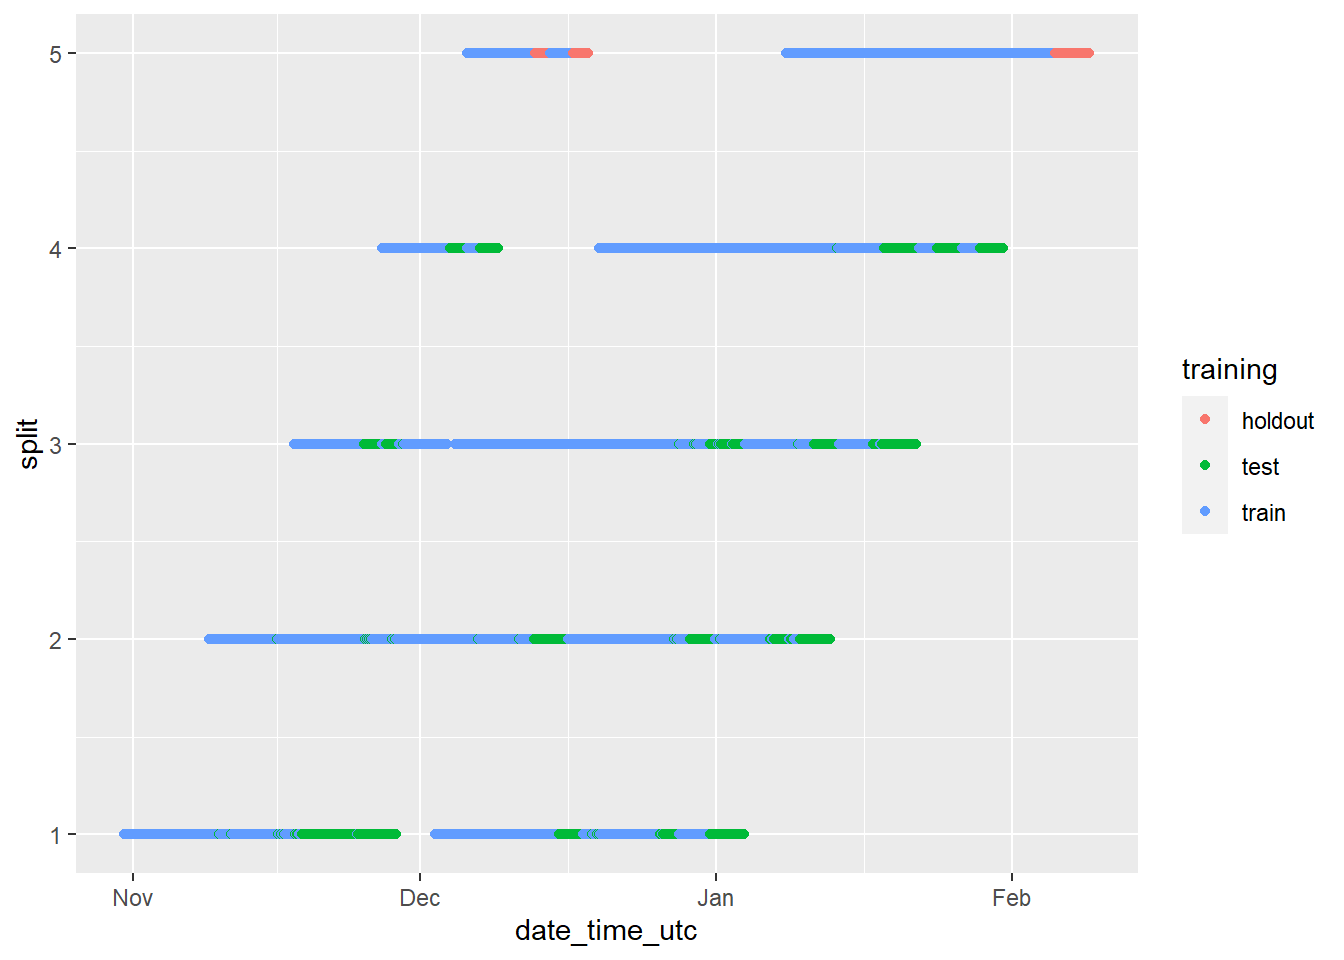 5
4
3
2
1
split
Nov Dec Jan Feb
date_time_utc
training
holdout
test
train